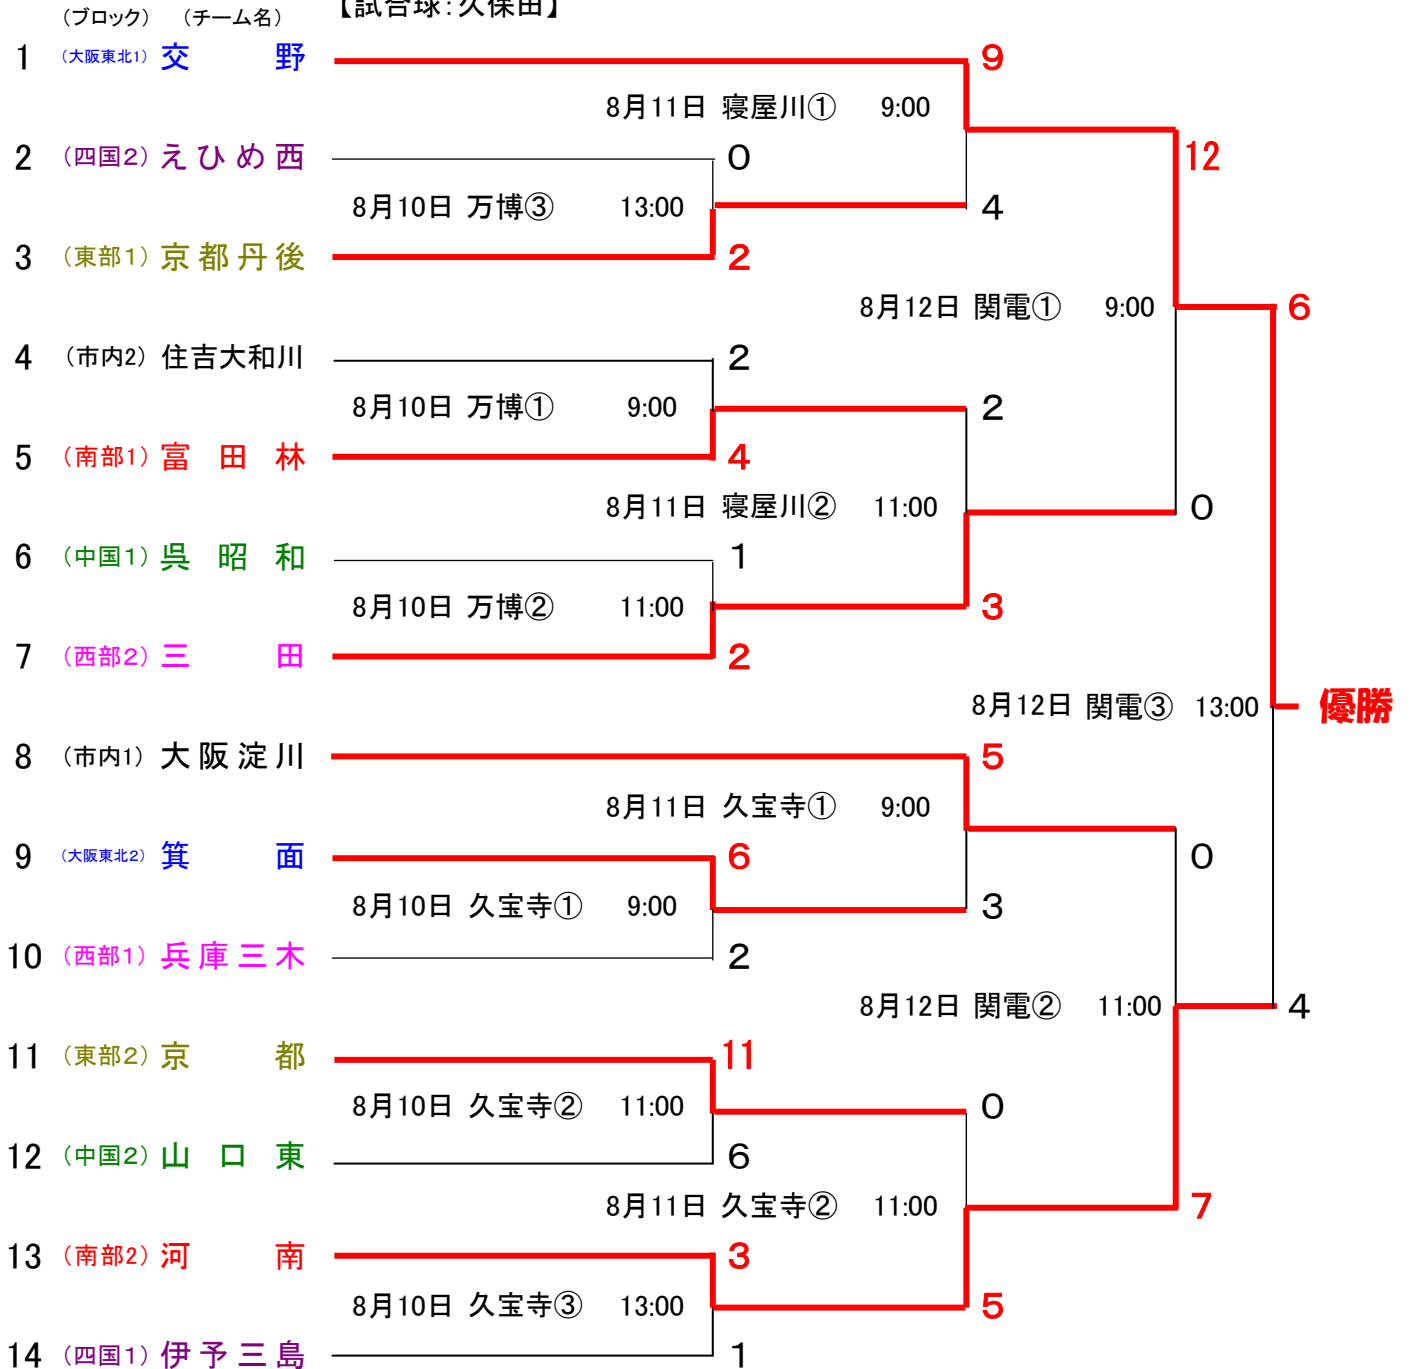 【試合球：久保田】
（ブロック） （チーム名）
1 （大阪東北1） 交野 9
8月11日 寝屋川① 9:00
2 （四国2） えひめ西 0 12
8月10日 万博③ 13:00 4
3 （東部1） 京都丹後 2
8月12日 関電① 9:00 6
4 （市内2） 住吉大和川 2
8月10日 万博① 9:00 2
5 （南部1） 富田林 4
8月11日 寝屋川② 11:00 0
6 （中国1） 呉昭和 1
8月10日 万博② 11:00 3
7 （西部2） 三田 2
8月12日 関電③ 13:00 優勝
8 （市内1） 大阪淀川 5
8月11日 久宝寺① 9:00
9 （大阪東北2） 箕面 6 0
8月10日 久宝寺① 9:00 3
10 （西部1） 兵庫三木 2
8月12日 関電② 11:00 4
11 （東部2） 京都 11
8月10日 久宝寺② 11:00 0
12 （中国2） 山口東 6
8月11日 久宝寺② 11:00 7
13 （南部2） 河南 3
8月10日 久宝寺③ 13:00 5
14 （四国1） 伊予三島 1